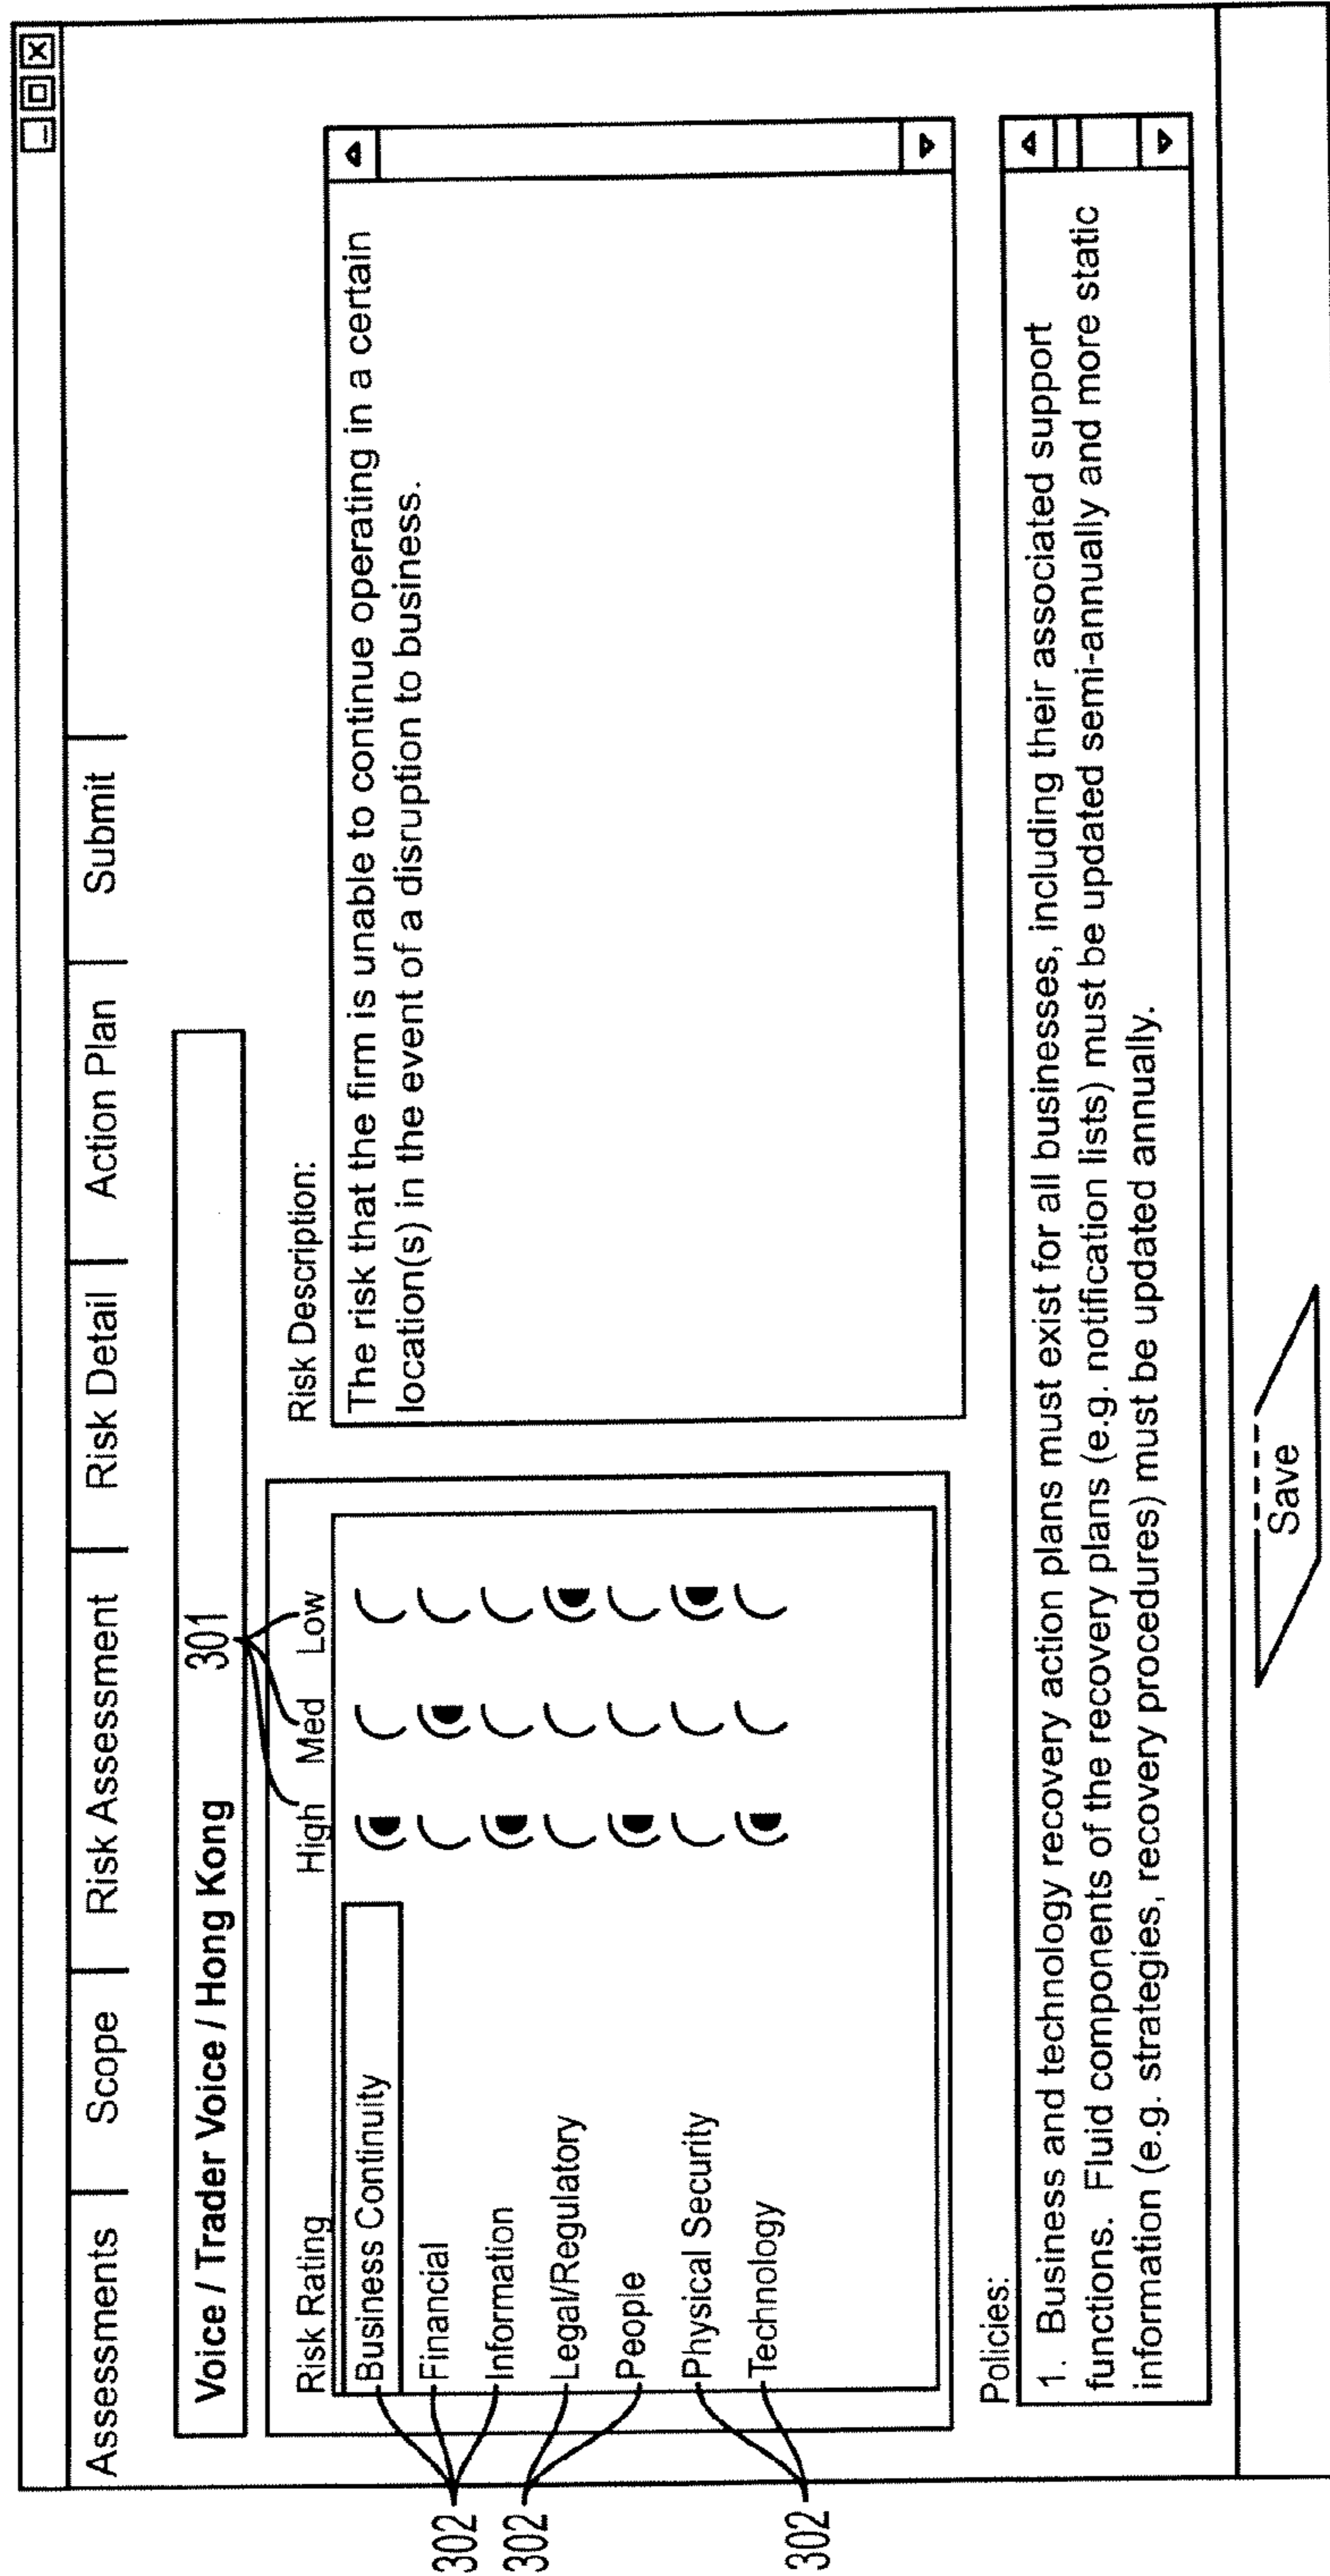 Assessments | Scope | Risk Assessment | Risk Detail | Action Plan | Submit |
Voice / Trader Voice / Hong Kong
301
Risk Rating High Med Low
Business Continuity
Financial
Information
Legal/Regulatory
People
Physical Security
Technology
302
302
302
Risk Description:
The risk that the firm is unable to continue operating in a certain
location(s) in the event of a disruption to business.
Policies:
1. Business and technology recovery action plans must exist for all businesses, including their associated support
functions. Fluid components of the recovery plans (e.g. notification lists) must be updated semi-annually and more static
information (e.g. strategies, recovery procedures) must be updated annually.
Save